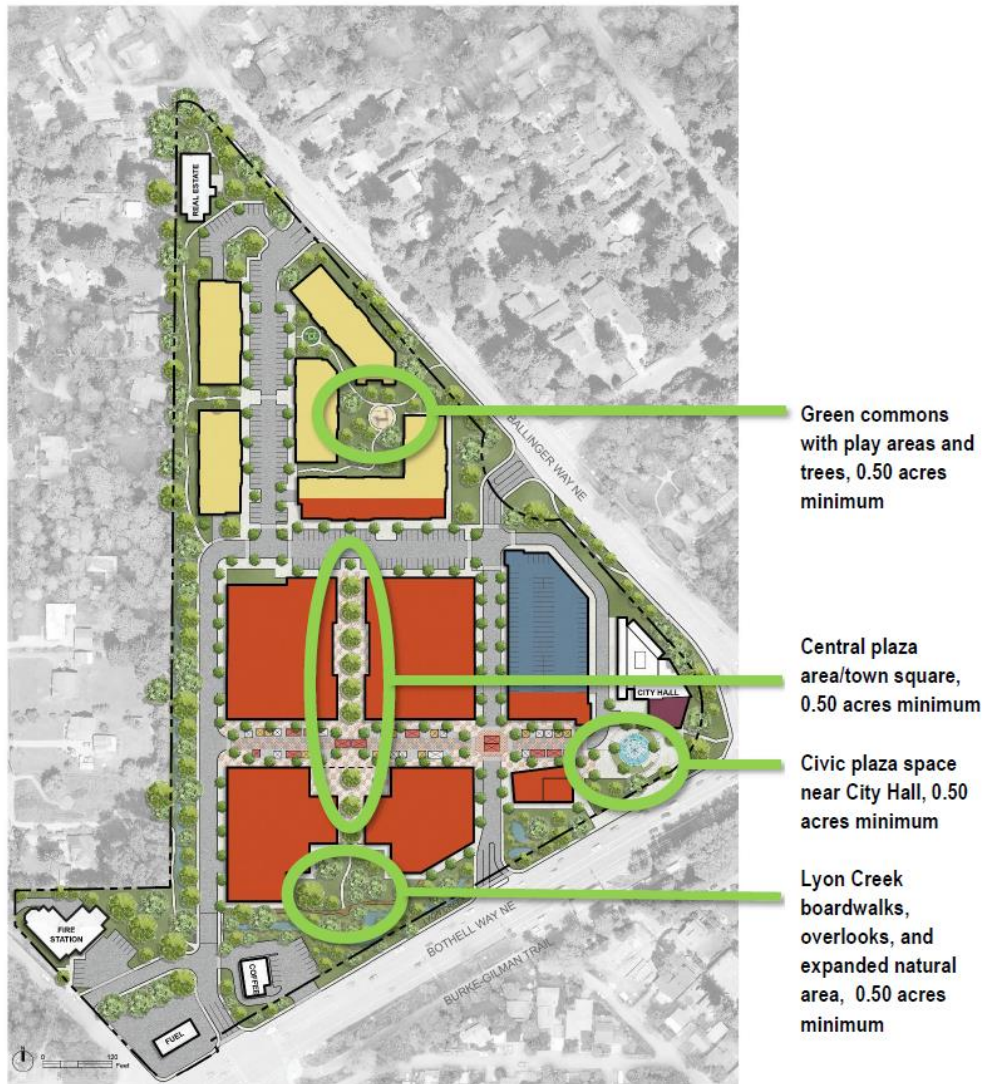 REAL ESTATE
BALLINGER WAY NE
Green commons
with play areas and
trees, 0.50 acres
minimum
Central plaza
area/town square,
0.50 acres minimum
CITY HALL
Civic plaza space
near City Hall, 0.50
acres minimum
Lyon Creek
boardwalks,
overlooks, and
expanded natural
area, 0.50 acres
minimum
FIRE
STATION
BOTHELL WAY NE
BURKE-GILMAN TRAIL
COFFEE
FUEL
N
0
120
Feet